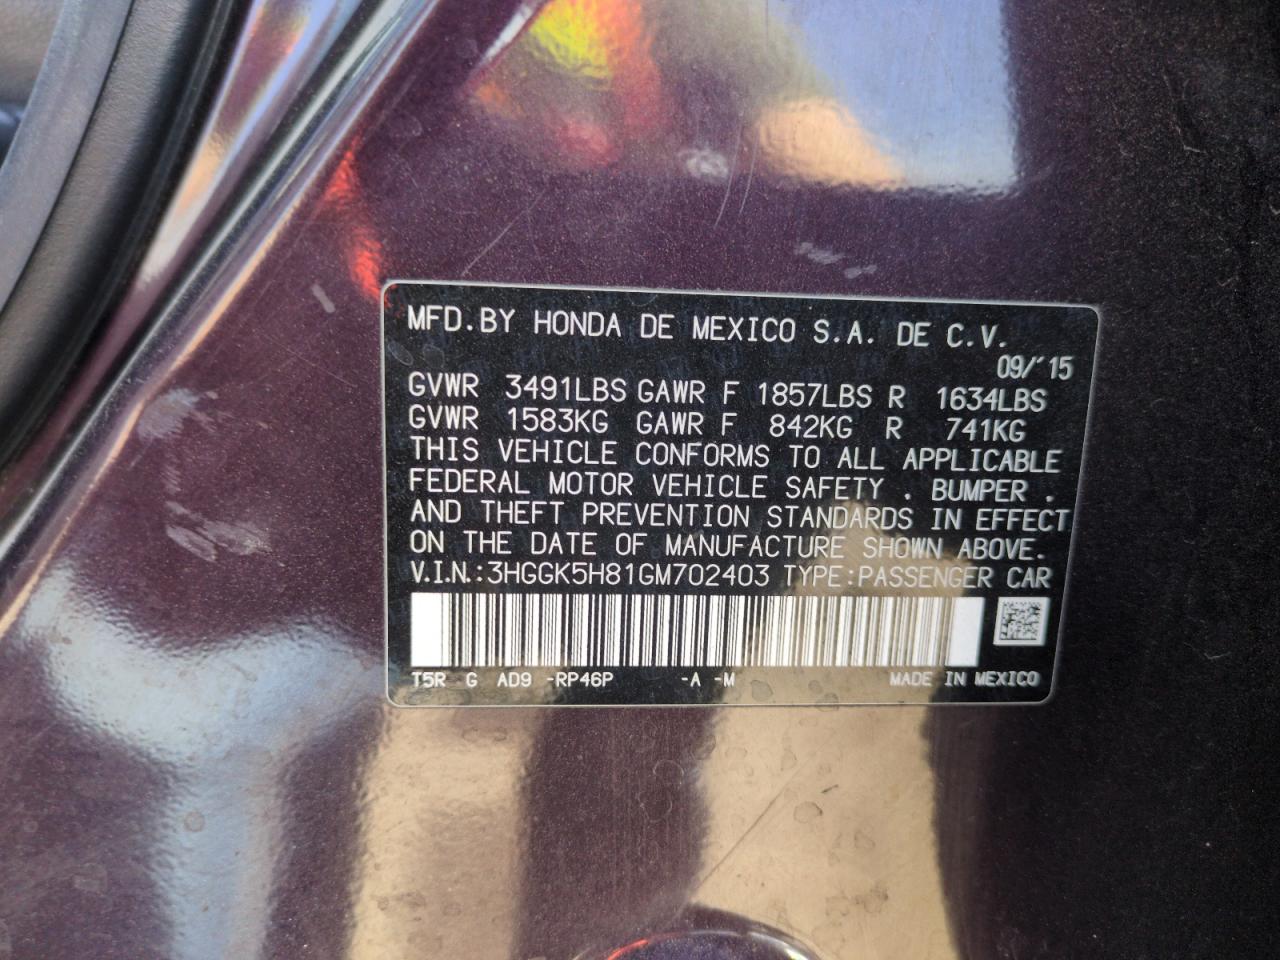 MFD.BY HONDA DE MEXICO S.A. DE C.V.
09/'15
GVWR 3491LBS GAWR F 1857LBS R 1634LBS
GVWR 1583KG GAWR F 842KG R 741KG
THIS VEHICLE CONFORMS TO ALL APPLICABLE
FEDERAL MOTOR VEHICLE SAFETY . BUMPER .
AND THEFT PREVENTION STANDARDS IN EFFECT
ON THE DATE OF MANUFACTURE SHOWN ABOVE.
V.I.N.:3HGGK5H81GM702403 TYPE:PASSENGER CAR
T5R G AD9 -RP46P -A -M MADE IN MEXICO